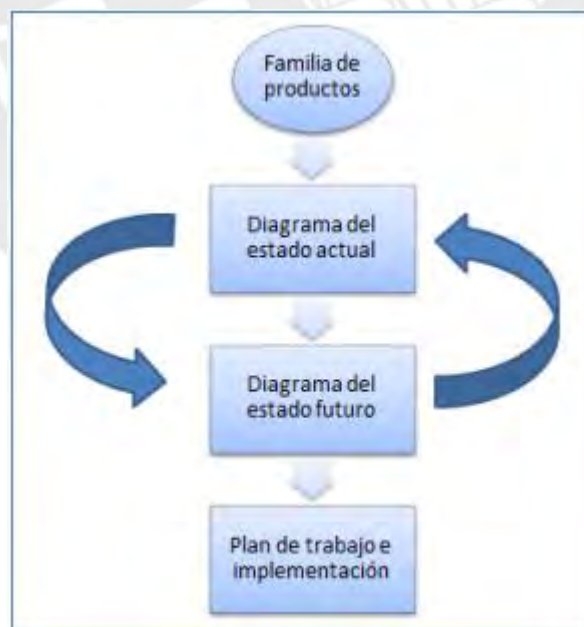 Familia de
productos
Diagrama del
estado actual
Diagrama del
estado futuro
Plan de trabajo e
implementación